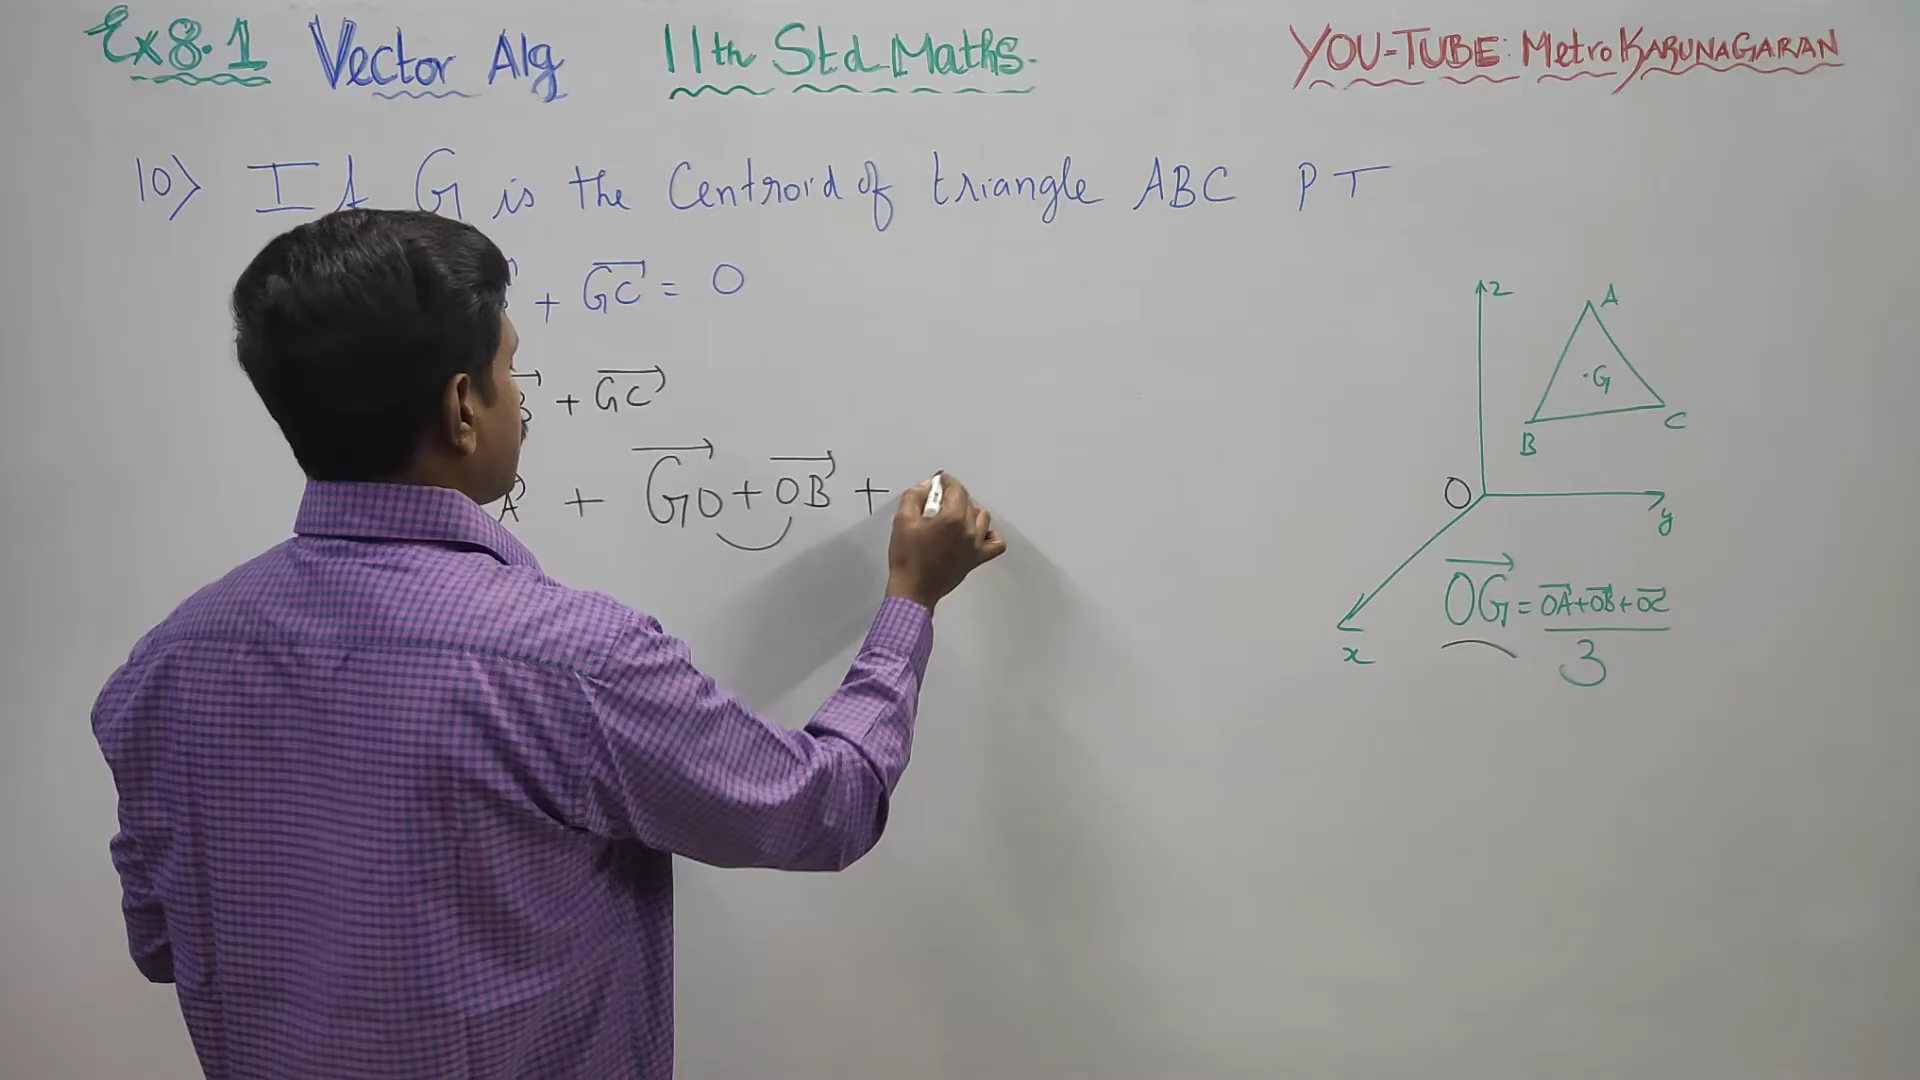 Ex 8.1 Vector Alg 11th Std Maths. YOU-TUBE: Metro KARUNAGARAN
10) If G is the Centroid of triangle ABC PT
+ GC = 0
B + GC
A + GO + OB +
z
A
G
B
C
O
y
x
OG = OA + OB + OC
3